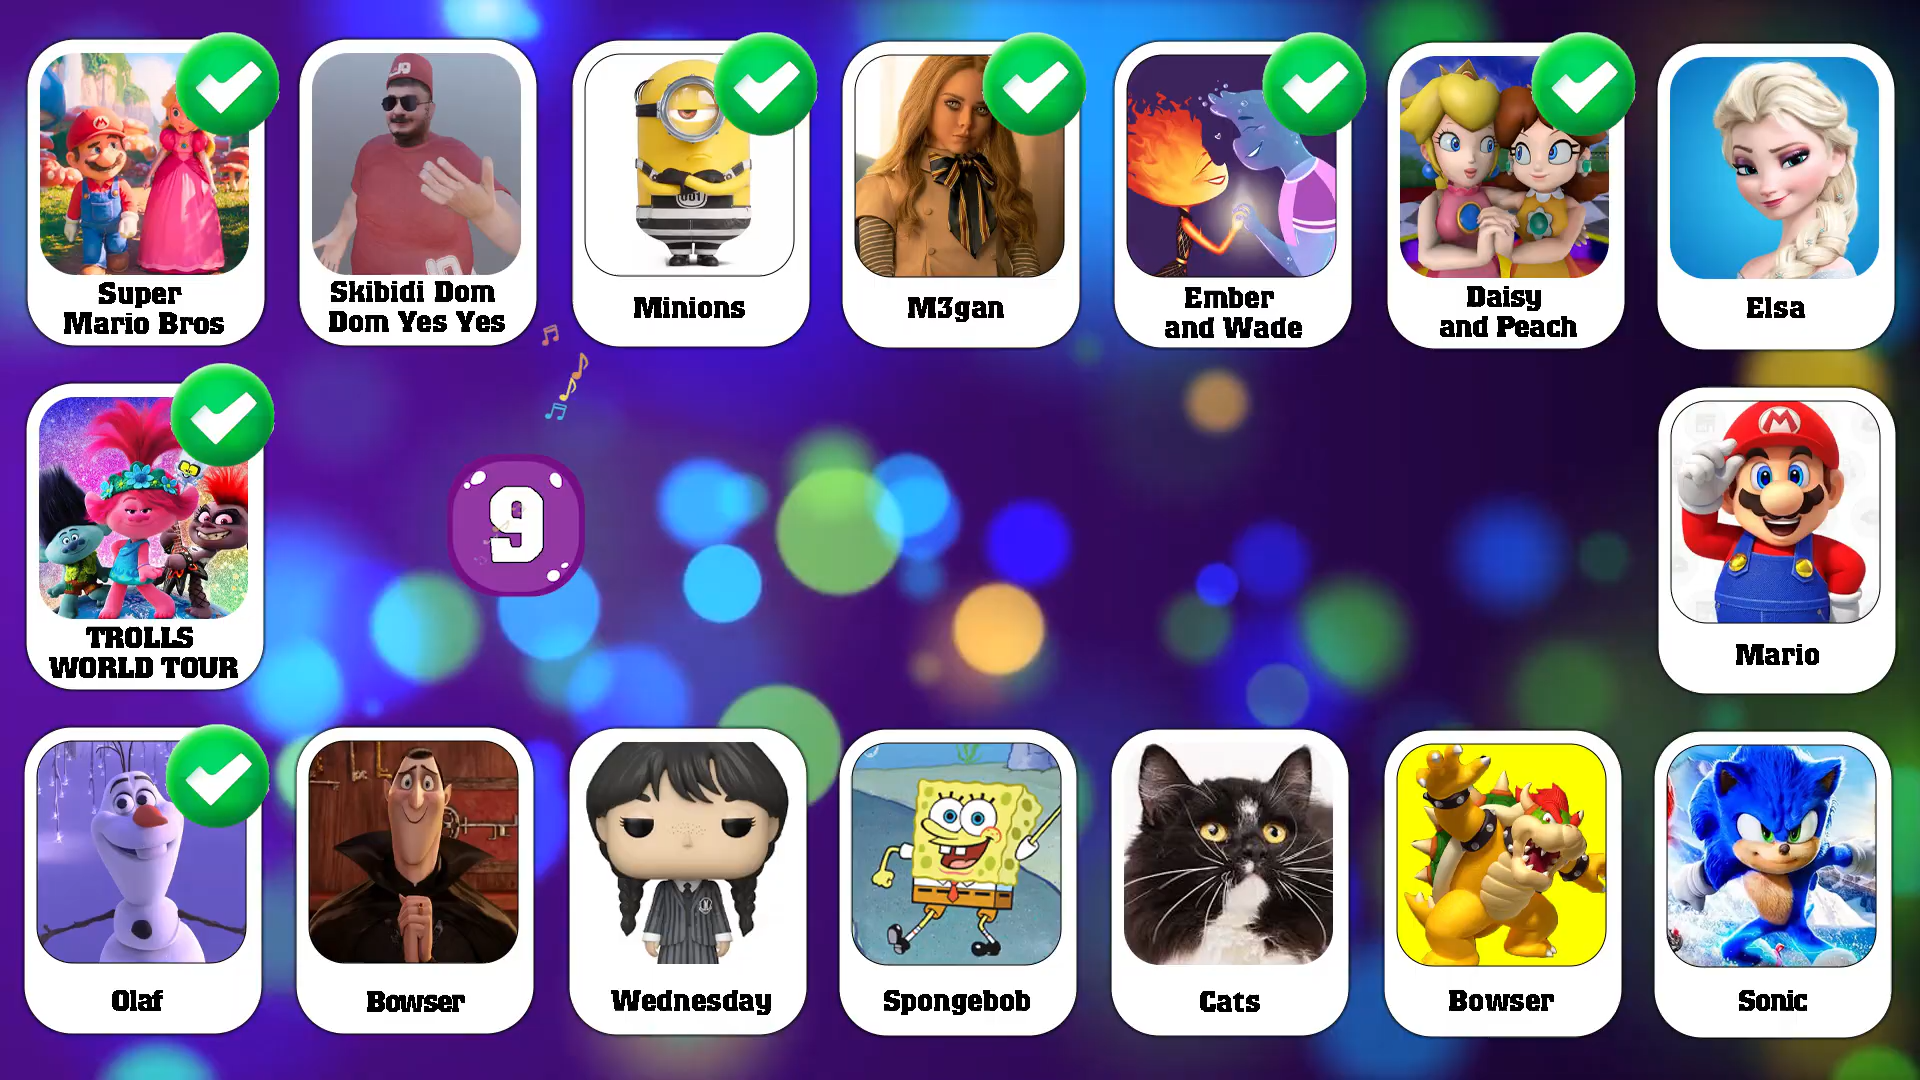 Super
Mario Bros
Skibidi Dom
Dom Yes Yes
Minions
M3gan
Ember
and Wade
Daisy
and Peach
Elsa
TROLLS
WORLD TOUR
9
Mario
Olaf
Bowser
Wednesday
Spongebob
Cats
Bowser
Sonic